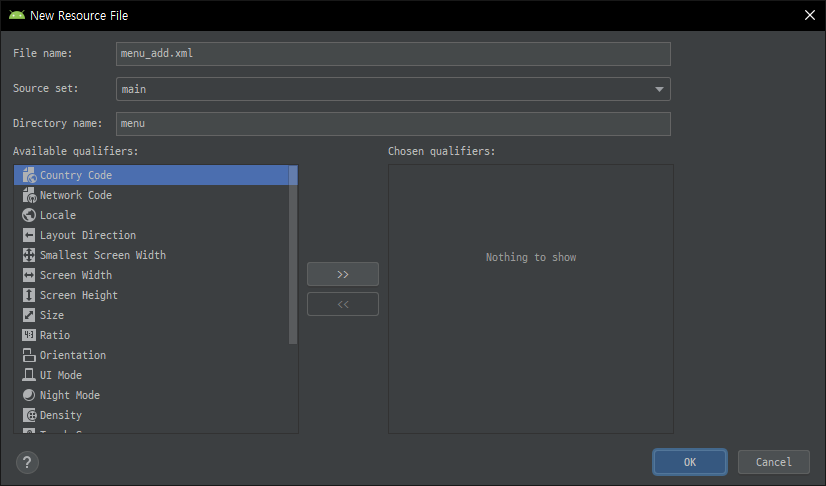 New Resource File
File name: menu_add.xml
Source set: main
Directory name: menu
Available qualifiers:
Chosen qualifiers:
Country Code
Network Code
Locale
Layout Direction
Smallest Screen Width
Screen Width
Screen Height
Size
Ratio
Orientation
UI Mode
Night Mode
Density
>>
<<
Nothing to show
?
OK
Cancel